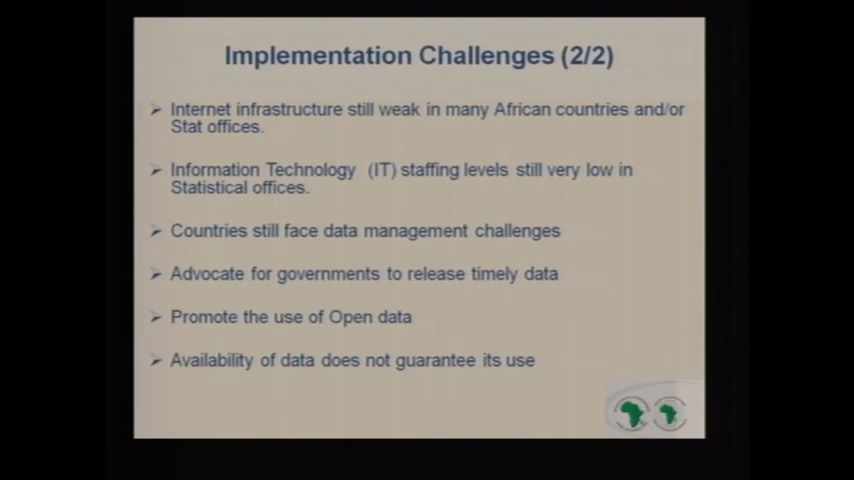 Implementation Challenges (2/2)
➢ Internet infrastructure still weak in many African countries and/or
Stat offices.
➢ Information Technology (IT) staffing levels still very low in
Statistical offices.
➢ Countries still face data management challenges
➢ Advocate for governments to release timely data
➢ Promote the use of Open data
➢ Availability of data does not guarantee its use